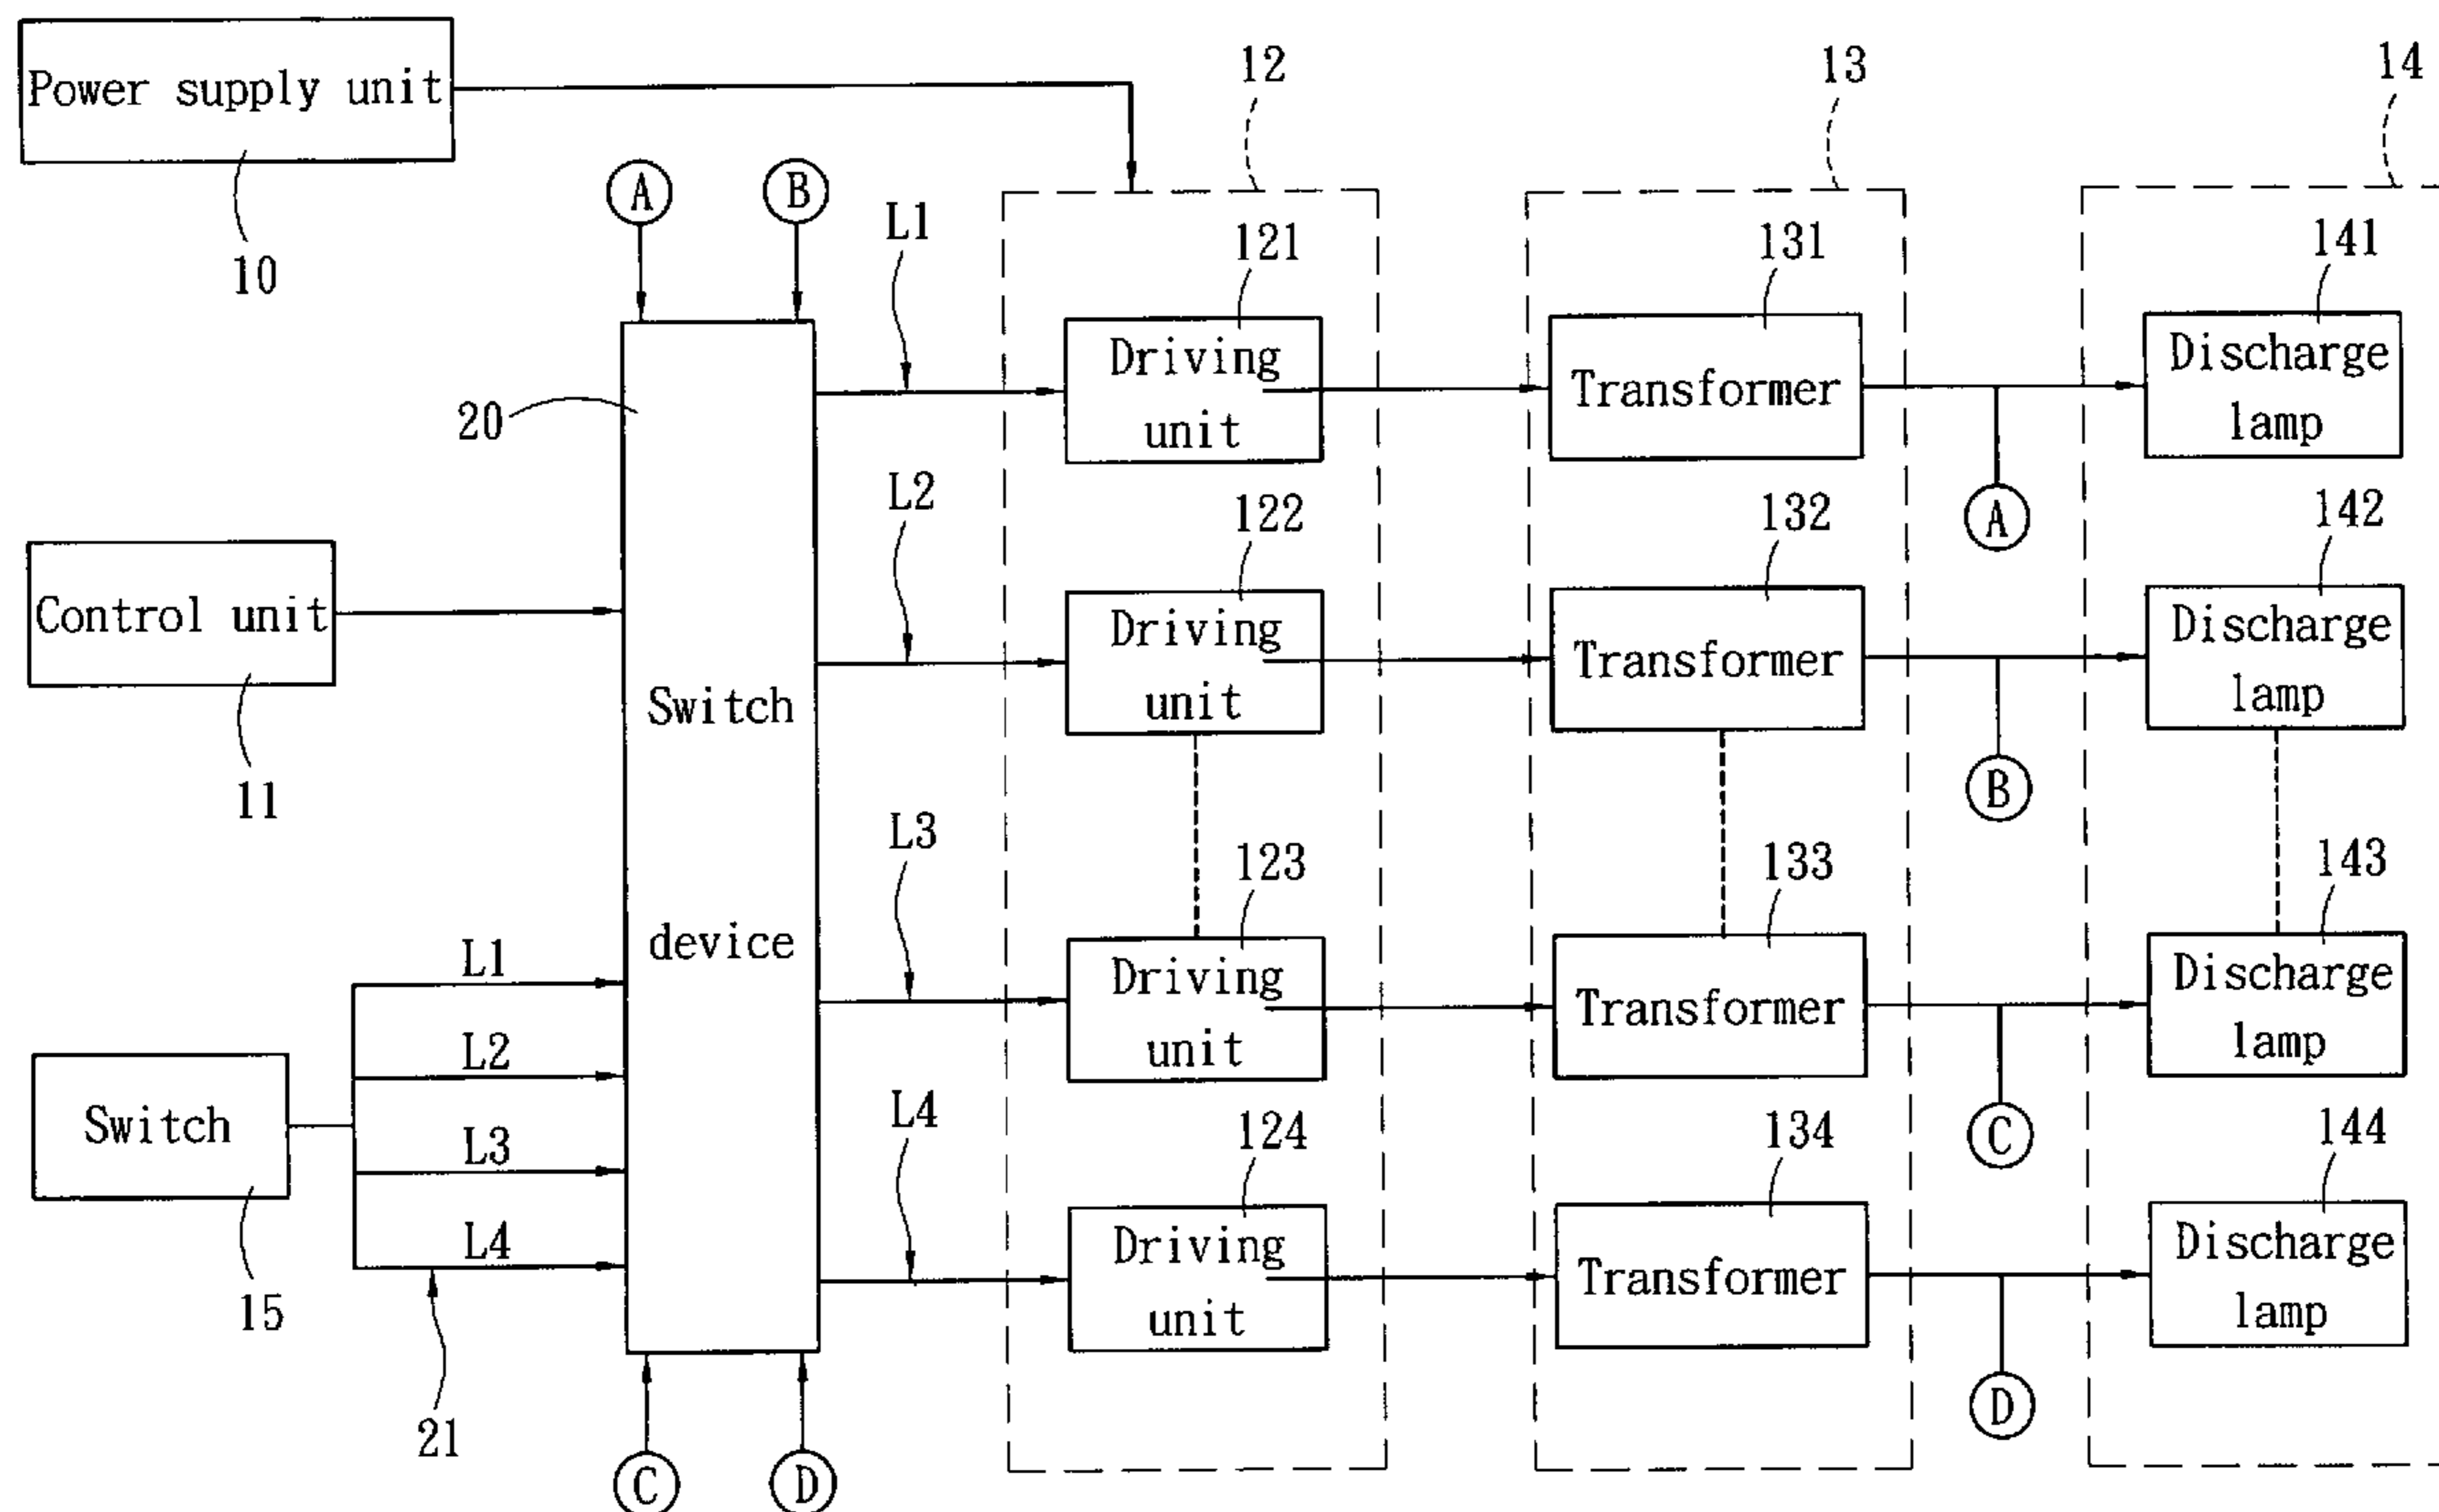 Power supply unit
10
12
13
14
A
B
L1
121
131
141
Driving
unit
Transformer
Discharge
lamp
A
20
L2
122
132
142
Driving
unit
Transformer
Discharge
lamp
B
Control unit
11
Switch
device
L3
123
133
143
Driving
unit
Transformer
Discharge
lamp
C
L1
L2
L3
L4
Switch
15
21
L4
124
134
144
Driving
unit
Transformer
Discharge
lamp
D
C
D